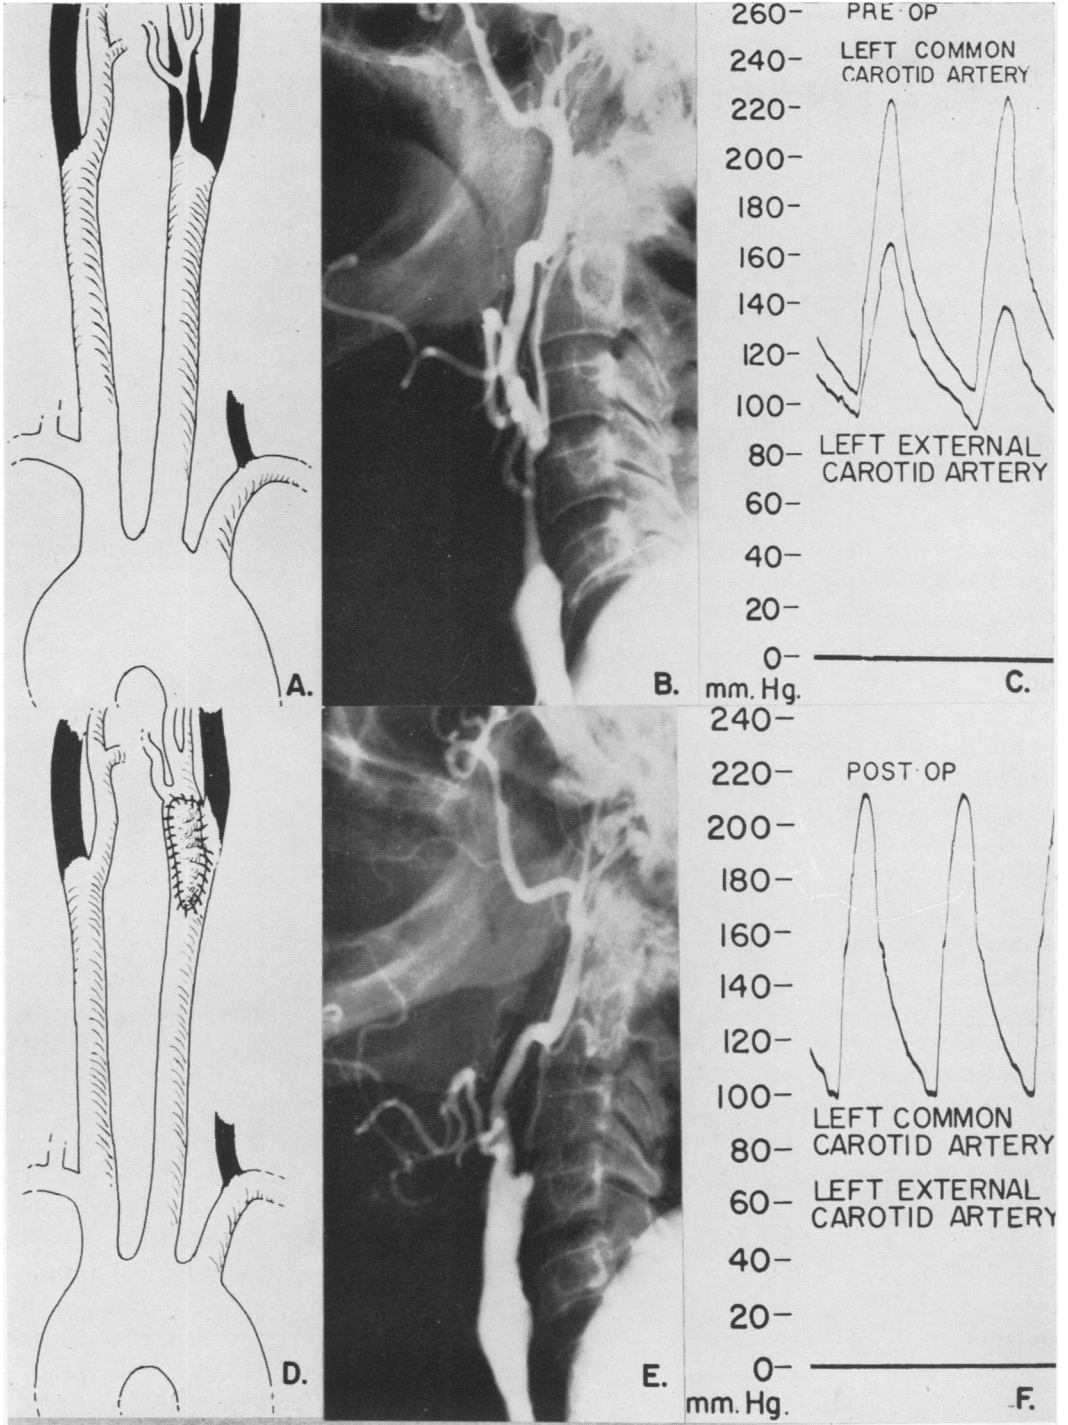 A.
B.
260-
240-
220-
200-
180-
160-
140-
120-
100-
80-
60-
40-
20-
0-
mm. Hg.
PRE·OP
LEFT COMMON
CAROTID ARTERY
LEFT EXTERNAL
CAROTID ARTERY
C.
D.
E.
240-
220-
200-
180-
160-
140-
120-
100-
80-
60-
40-
20-
0-
mm. Hg.
POST·OP
LEFT COMMON
CAROTID ARTERY
LEFT EXTERNAL
CAROTID ARTERY
F.